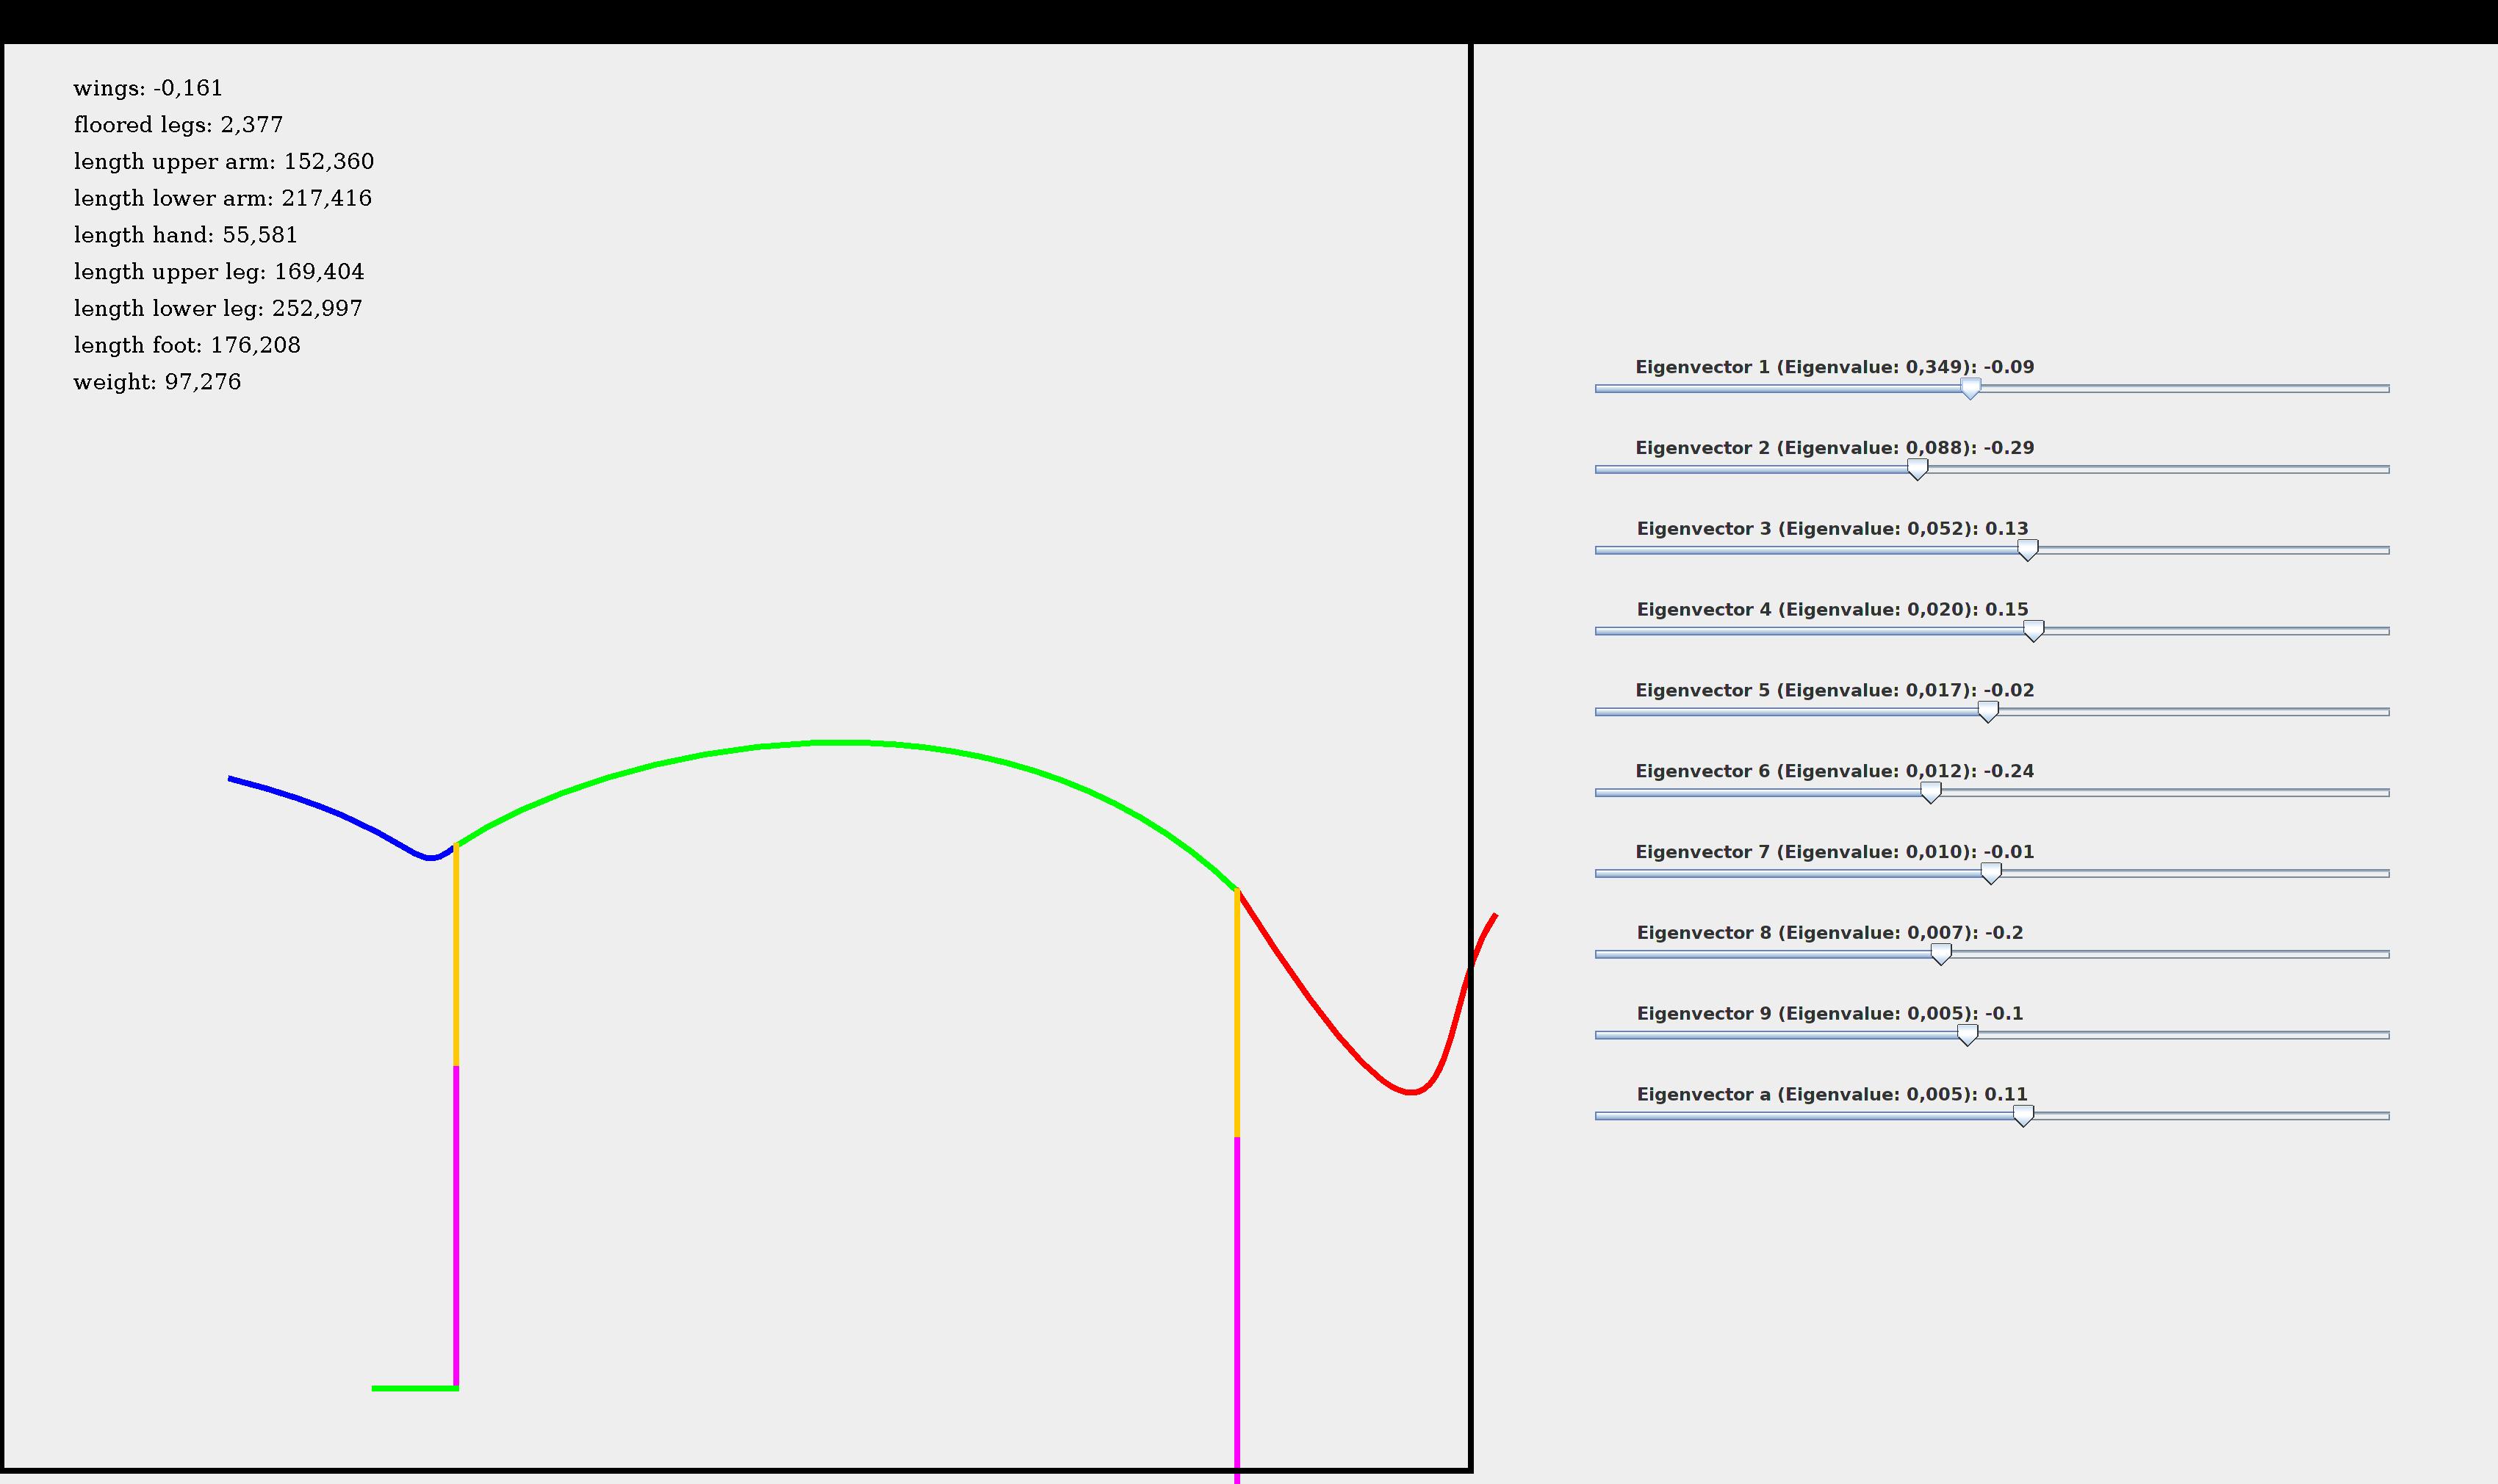 wings: -0,161
floored legs: 2,377
length upper arm: 152,360
length lower arm: 217,416
length hand: 55,581
length upper leg: 169,404
length lower leg: 252,997
length foot: 176,208
weight: 97,276
Eigenvector 1 (Eigenvalue: 0,349): -0.09
Eigenvector 2 (Eigenvalue: 0,088): -0.29
Eigenvector 3 (Eigenvalue: 0,052): 0.13
Eigenvector 4 (Eigenvalue: 0,020): 0.15
Eigenvector 5 (Eigenvalue: 0,017): -0.02
Eigenvector 6 (Eigenvalue: 0,012): -0.24
Eigenvector 7 (Eigenvalue: 0,010): -0.01
Eigenvector 8 (Eigenvalue: 0,007): -0.2
Eigenvector 9 (Eigenvalue: 0,005): -0.1
Eigenvector a (Eigenvalue: 0,005): 0.11